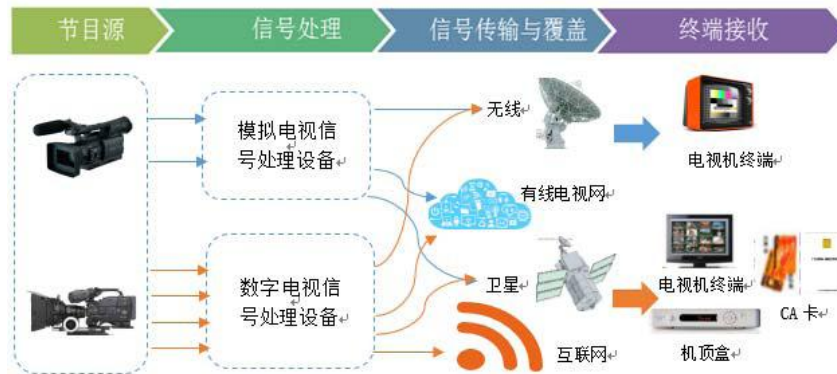 节目源
信号处理
信号传输与覆盖
终端接收
模拟电视信
号处理设备
数字电视信
号处理设备
无线
有线电视网
卫星
互联网
电视机终端
电视机终端
CA 卡
机顶盒